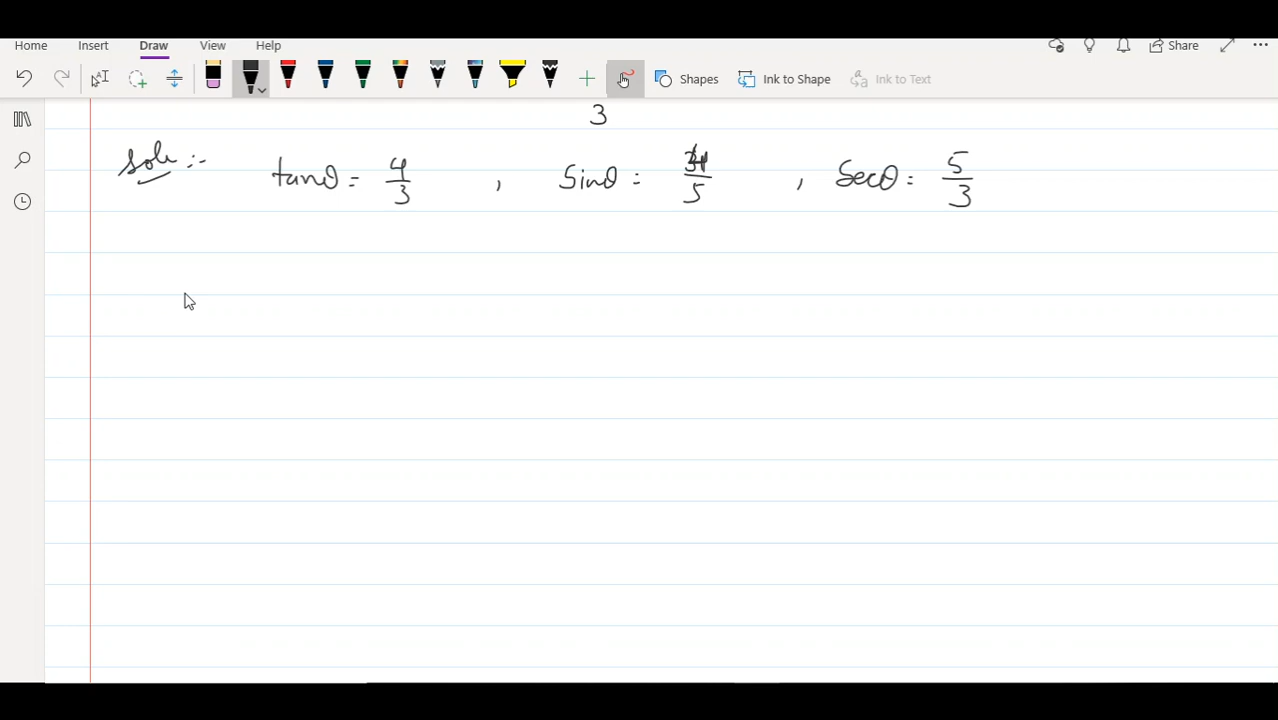 Home Insert Draw View Help Share
Shapes Ink to Shape Ink to Text
3
Soln :- tanθ = 4/3 , Sinθ = 4/5 , Secθ = 5/3